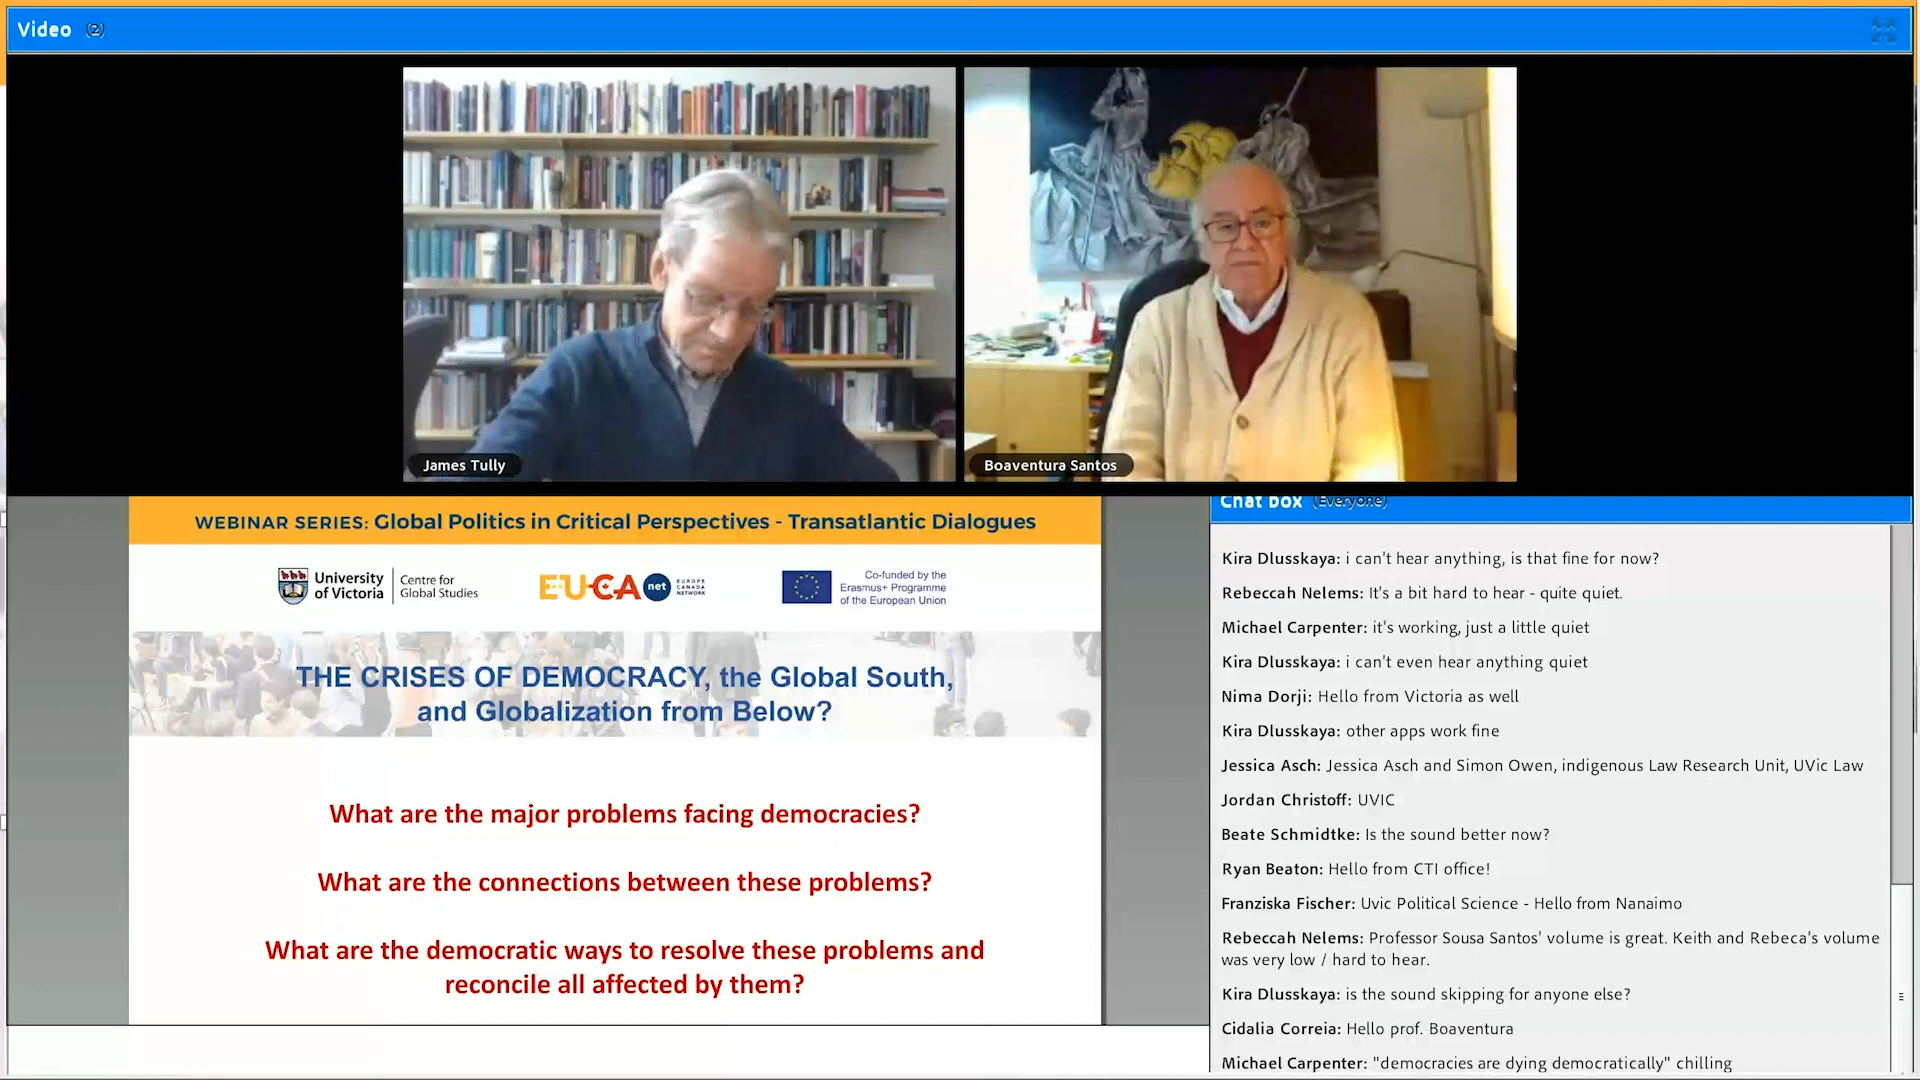 Video (2)
James Tully
Boaventura Santos
WEBINAR SERIES: Global Politics in Critical Perspectives - Transatlantic Dialogues
University
of Victoria
Centre for
Global Studies
EUCA net
EUROPE
CANADA
NETWORK
Co-funded by the
Erasmus+ Programme
of the European Union
THE CRISES OF DEMOCRACY, the Global South,
and Globalization from Below?
What are the major problems facing democracies?
What are the connections between these problems?
What are the democratic ways to resolve these problems and
reconcile all affected by them?
Chat box (Everyone)
Kira Dlusskaya: i can't hear anything, is that fine for now?
Rebeccah Nelems: It's a bit hard to hear - quite quiet.
Michael Carpenter: it's working, just a little quiet
Kira Dlusskaya: i can't even hear anything quiet
Nima Dorji: Hello from Victoria as well
Kira Dlusskaya: other apps work fine
Jessica Asch: Jessica Asch and Simon Owen, indigenous Law Research Unit, UVic Law
Jordan Christoff: UVIC
Beate Schmidtke: Is the sound better now?
Ryan Beaton: Hello from CTI office!
Franziska Fischer: Uvic Political Science - Hello from Nanaimo
Rebeccah Nelems: Professor Sousa Santos' volume is great. Keith and Rebeca's volume
was very low / hard to hear.
Kira Dlusskaya: is the sound skipping for anyone else?
Cidalia Correia: Hello prof. Boaventura
Michael Carpenter: "democracies are dying democratically" chilling